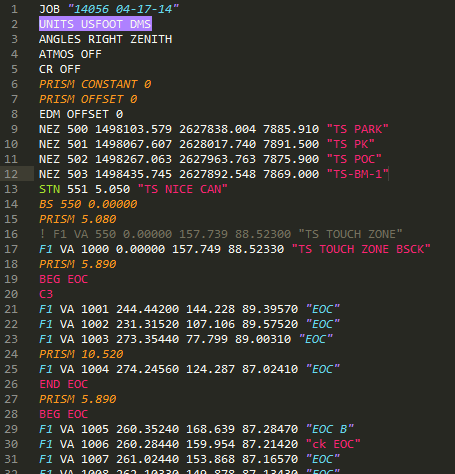 1 JOB "14056 04-17-14"
2 UNITS USFOOT DMS
3 ANGLES RIGHT ZENITH
4 ATMOS OFF
5 CR OFF
6 PRISM CONSTANT 0
7 PRISM OFFSET 0
8 EDM OFFSET 0
9 NEZ 500 1498103.579 2627838.004 7885.910 "TS PARK"
10 NEZ 501 1498067.607 2628017.740 7891.500 "TS PK"
11 NEZ 502 1498267.063 2627963.763 7875.900 "TS POC"
12 NEZ 503 1498435.745 2627892.548 7869.000 "TS-BM-1"
13 STN 551 5.050 "TS NICE CAN"
14 BS 550 0.00000
15 PRISM 5.080
16 ! F1 VA 550 0.00000 157.739 88.52300 "TS TOUCH ZONE"
17 F1 VA 1000 0.00000 157.749 88.52330 "TS TOUCH ZONE BSCK"
18 PRISM 5.890
19 BEG EOC
20 C3
21 F1 VA 1001 244.44200 144.228 89.39570 "EOC"
22 F1 VA 1002 231.31520 107.106 89.57520 "EOC"
23 F1 VA 1003 273.35440 77.799 89.00310 "EOC"
24 PRISM 10.520
25 F1 VA 1004 274.24560 124.287 87.02410 "EOC"
26 END EOC
27 PRISM 5.890
28 BEG EOC
29 F1 VA 1005 260.35240 168.639 87.28470 "EOC B"
30 F1 VA 1006 260.28440 159.954 87.21420 "ck EOC"
31 F1 VA 1007 261.02440 153.868 87.16570 "EOC"